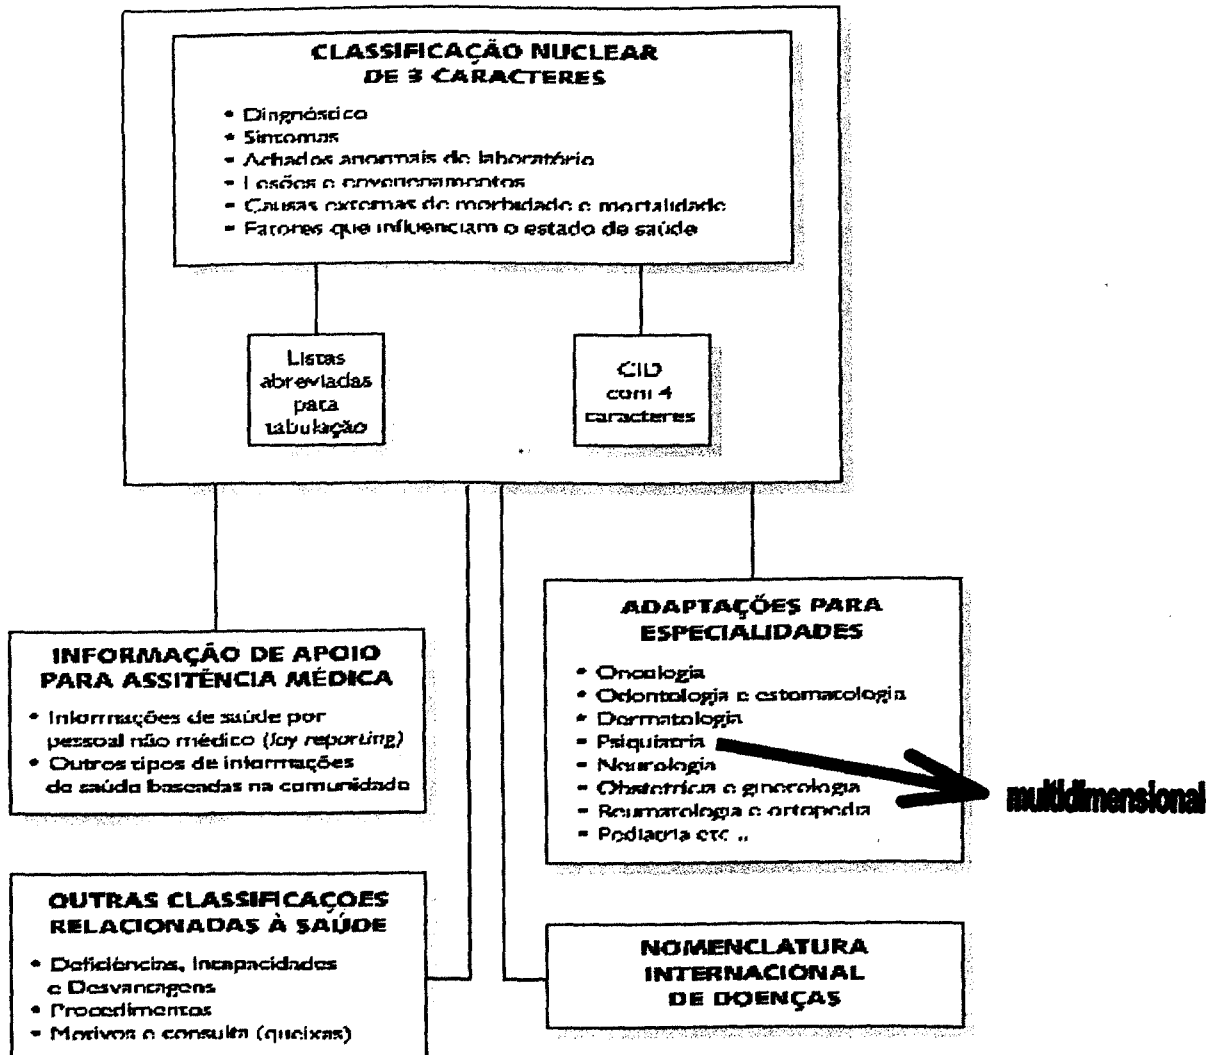 CLASSIFICAÇÃO NUCLEAR
DE 3 CARACTERES
• Diagnóstico
• Sintomas
• Achados anormais de laboratório
• Lesões e envenenamentos
• Causas externas de morbidade e mortalidade
• Fatores que influenciam o estado de saúde
Listas
abreviadas
para
tabulação
CID
com 4
caracteres
INFORMAÇÃO DE APOIO
PARA ASSITÊNCIA MÉDICA
• Informações de saúde por
pessoal não médico (lay reporting)
• Outros tipos de informações
de saúde baseadas na comunidade
ADAPTAÇÕES PARA
ESPECIALIDADES
• Oncologia
• Odontologia e estomatologia
• Dermatologia
• Psiquiatria
• Neurologia
• Obstetrícia e ginecologia
• Reumatologia e ortopedia
• Pediatria etc ..
multidimensional
OUTRAS CLASSIFICAÇOES
RELACIONADAS À SAÚDE
• Deficiências, Incapacidades
e Desvantagens
• Procedimentos
• Motivos e consulta (queixas)
NOMENCLATURA
INTERNACIONAL
DE DOENÇAS